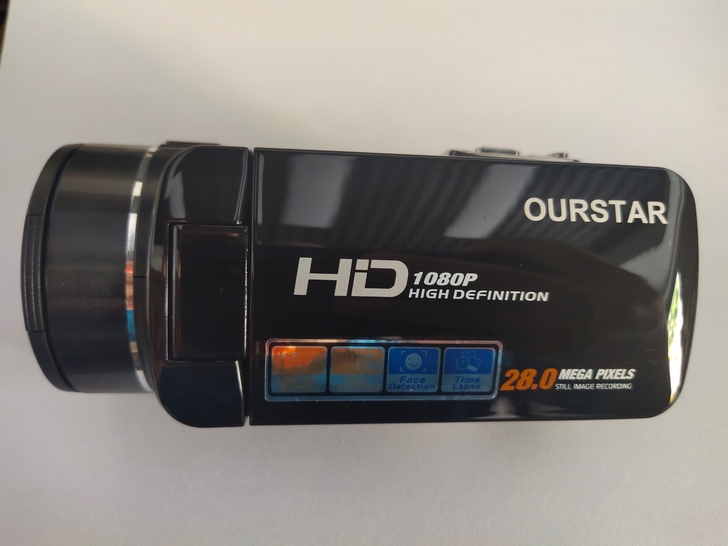 OURSTAR
HD 1080P
HIGH DEFINITION
Face
Detection
Time
Lapse
28.0 MEGA PIXELS
STILL IMAGE RECORDING